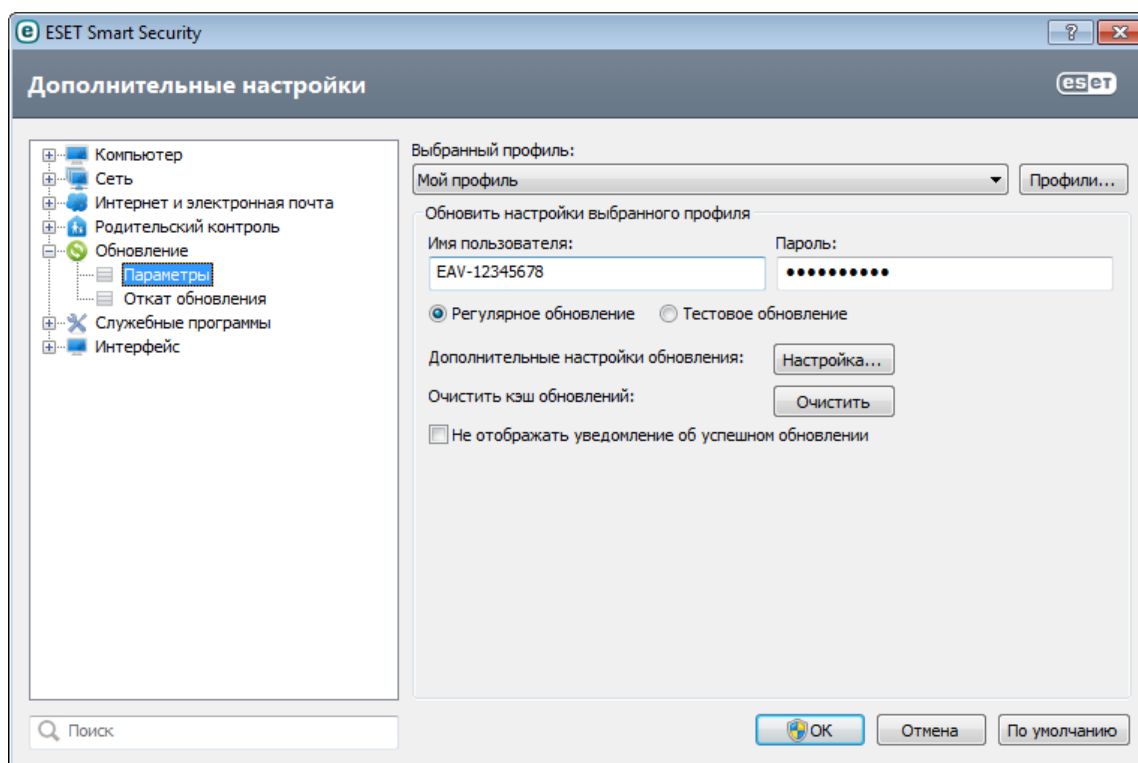 ESET Smart Security
Дополнительные настройки
eseT
Компьютер
Сеть
Интернет и электронная почта
Родительский контроль
Обновление
Параметры
Откат обновления
Служебные программы
Интерфейс
Выбранный профиль:
Мой профиль
Профили...
Обновить настройки выбранного профиля
Имя пользователя:
Пароль:
EAV-12345678
••••••••••
Регулярное обновление
Тестовое обновление
Дополнительные настройки обновления:
Настройка...
Очистить кэш обновлений:
Очистить
Не отображать уведомление об успешном обновлении
Поиск
OK
Отмена
По умолчанию